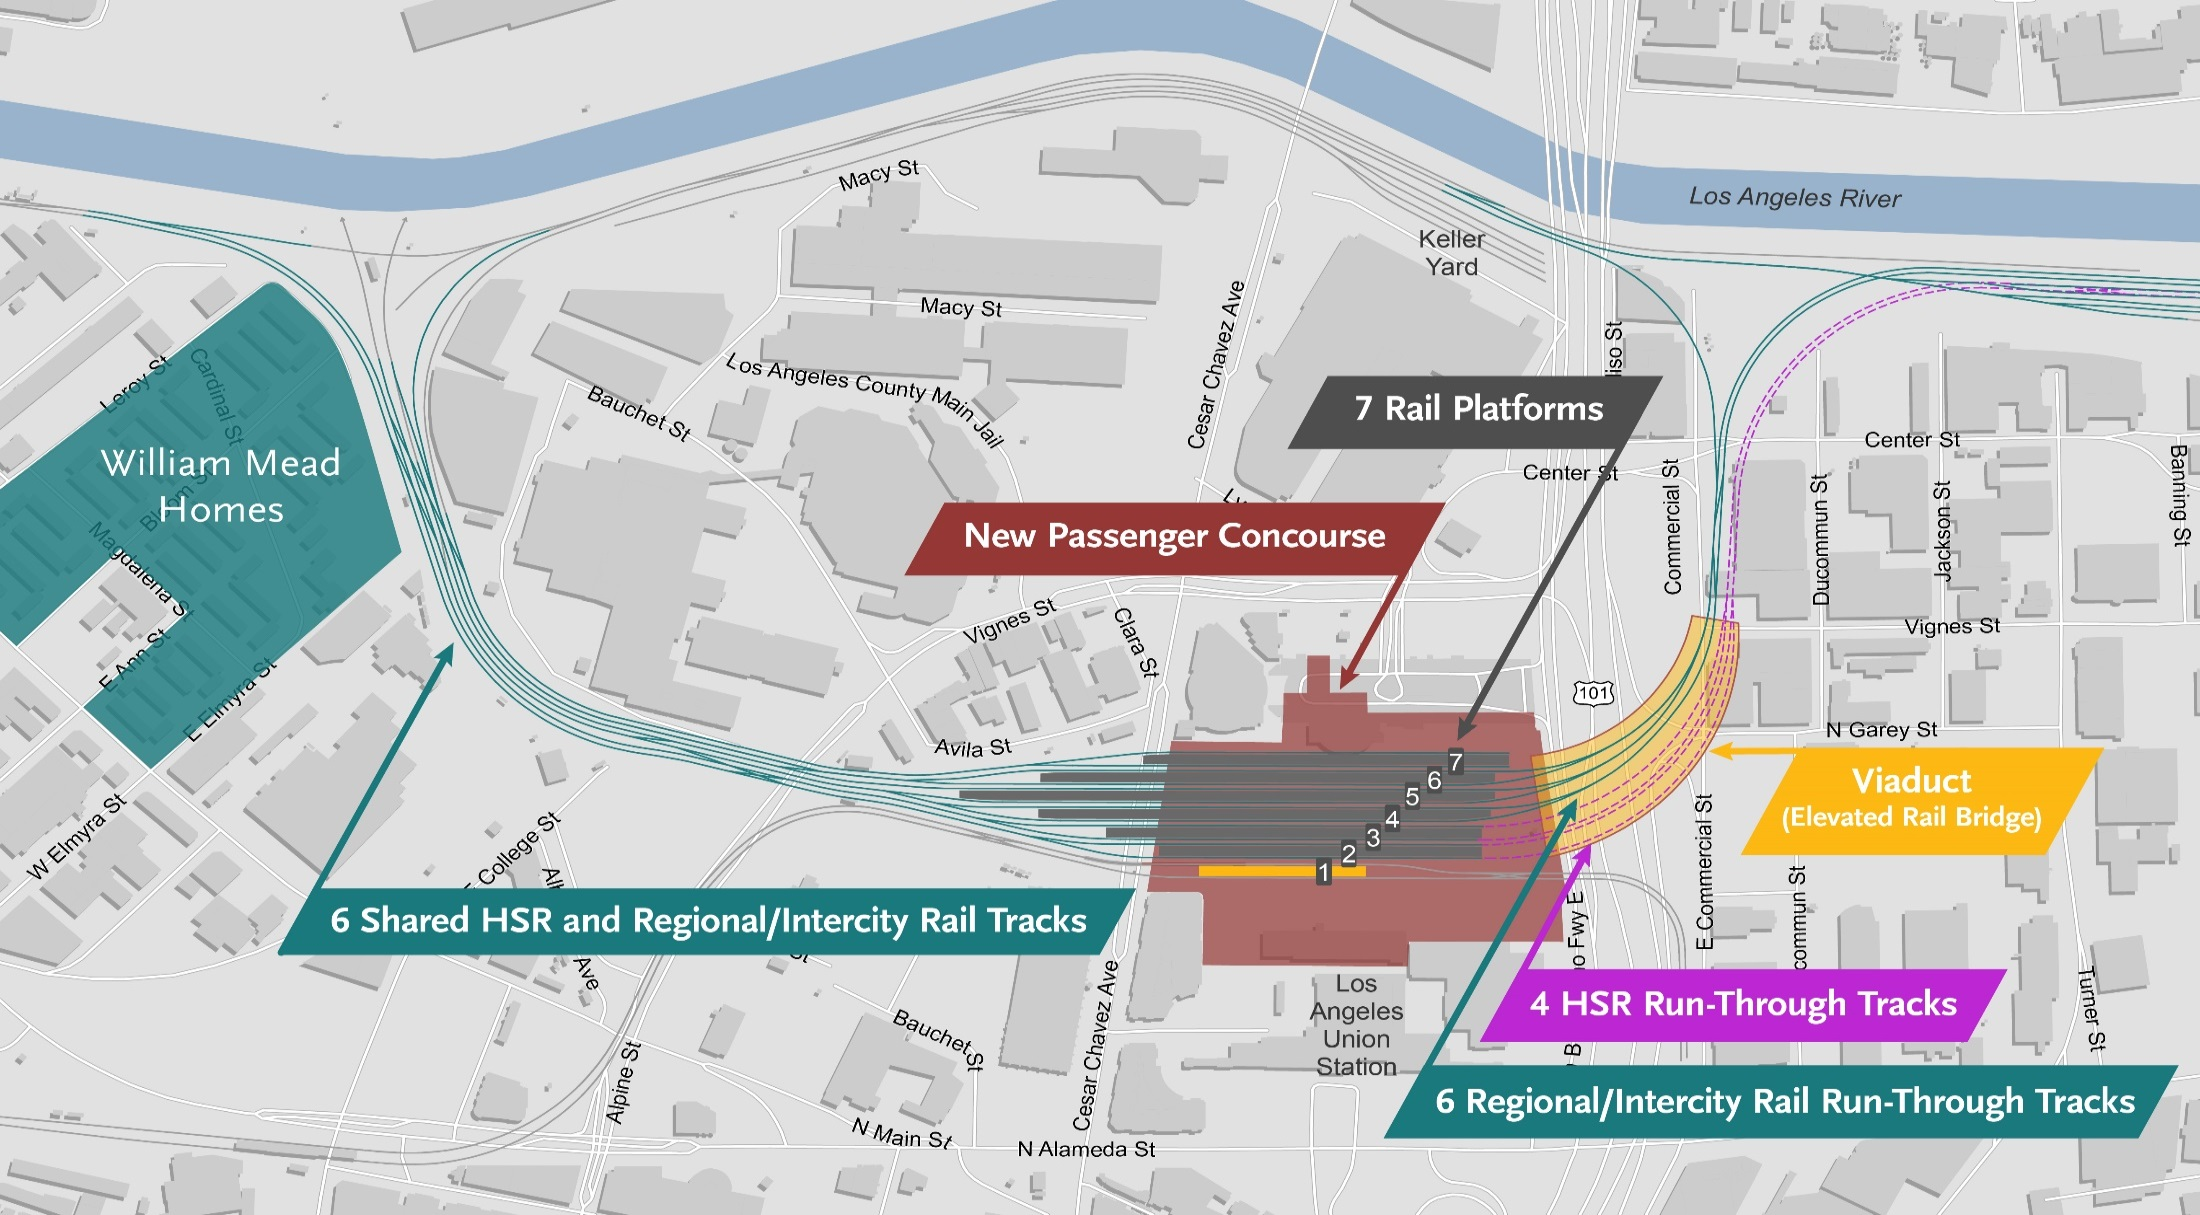 Los Angeles River
Macy St
Keller
Yard
Macy St
Cesar Chavez Ave
Los Angeles County Main Jail
Bauchet St
Leroy St
Cardinal St
7 Rail Platforms
William Mead
Homes
Magdalena St
E Ann St
E Elmyra St
W Elmyra St
Center St
Center St
Commercial St
Ducommun St
Jackson St
Banning St
New Passenger Concourse
Vignes St
Clara St
Vignes St
101
Avila St
N Garey St
7
6
5
4
3
2
1
Viaduct
(Elevated Rail Bridge)
E College St
E Commercial St
6 Shared HSR and Regional/Intercity Rail Tracks
Ave
Los
Angeles
Union
Station
4 HSR Run-Through Tracks
Turner St
Bauchet St
Alpine St
Cesar Chavez Ave
6 Regional/Intercity Rail Run-Through Tracks
N Main St
N Alameda St